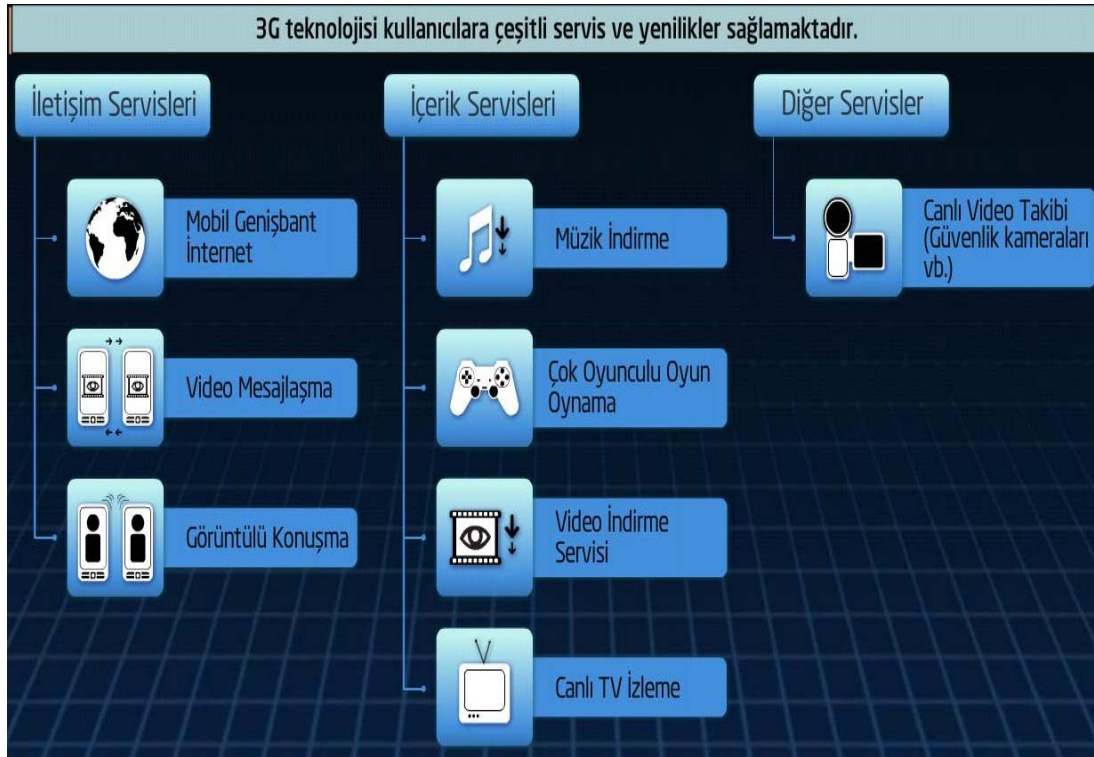 3G teknolojisi kullanıcılara çeşitli servis ve yenilikler sağlamaktadır.
İletişim Servisleri
Mobil Genişbant
İnternet
Video Mesajlaşma
Görüntülü Konuşma
İçerik Servisleri
Müzik İndirme
Çok Oyunculu Oyun
Oynama
Video İndirme
Servisi
Canlı TV İzleme
Diğer Servisler
Canlı Video Takibi
(Güvenlik kameraları
vb.)